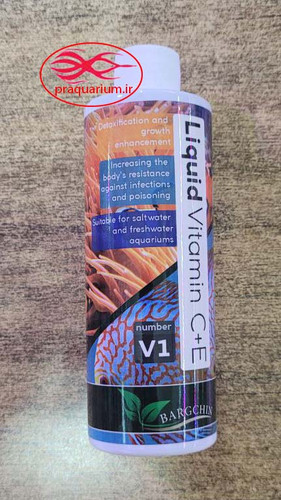 praquarium.ir
Detoxification and
growth
enhancement
Increasing the
body's resistance
against infections
and poisoning
Suitable for saltwater
and freshwater
aquariums
Liquid Vitamin C+E
number
V1
BARGCHIN